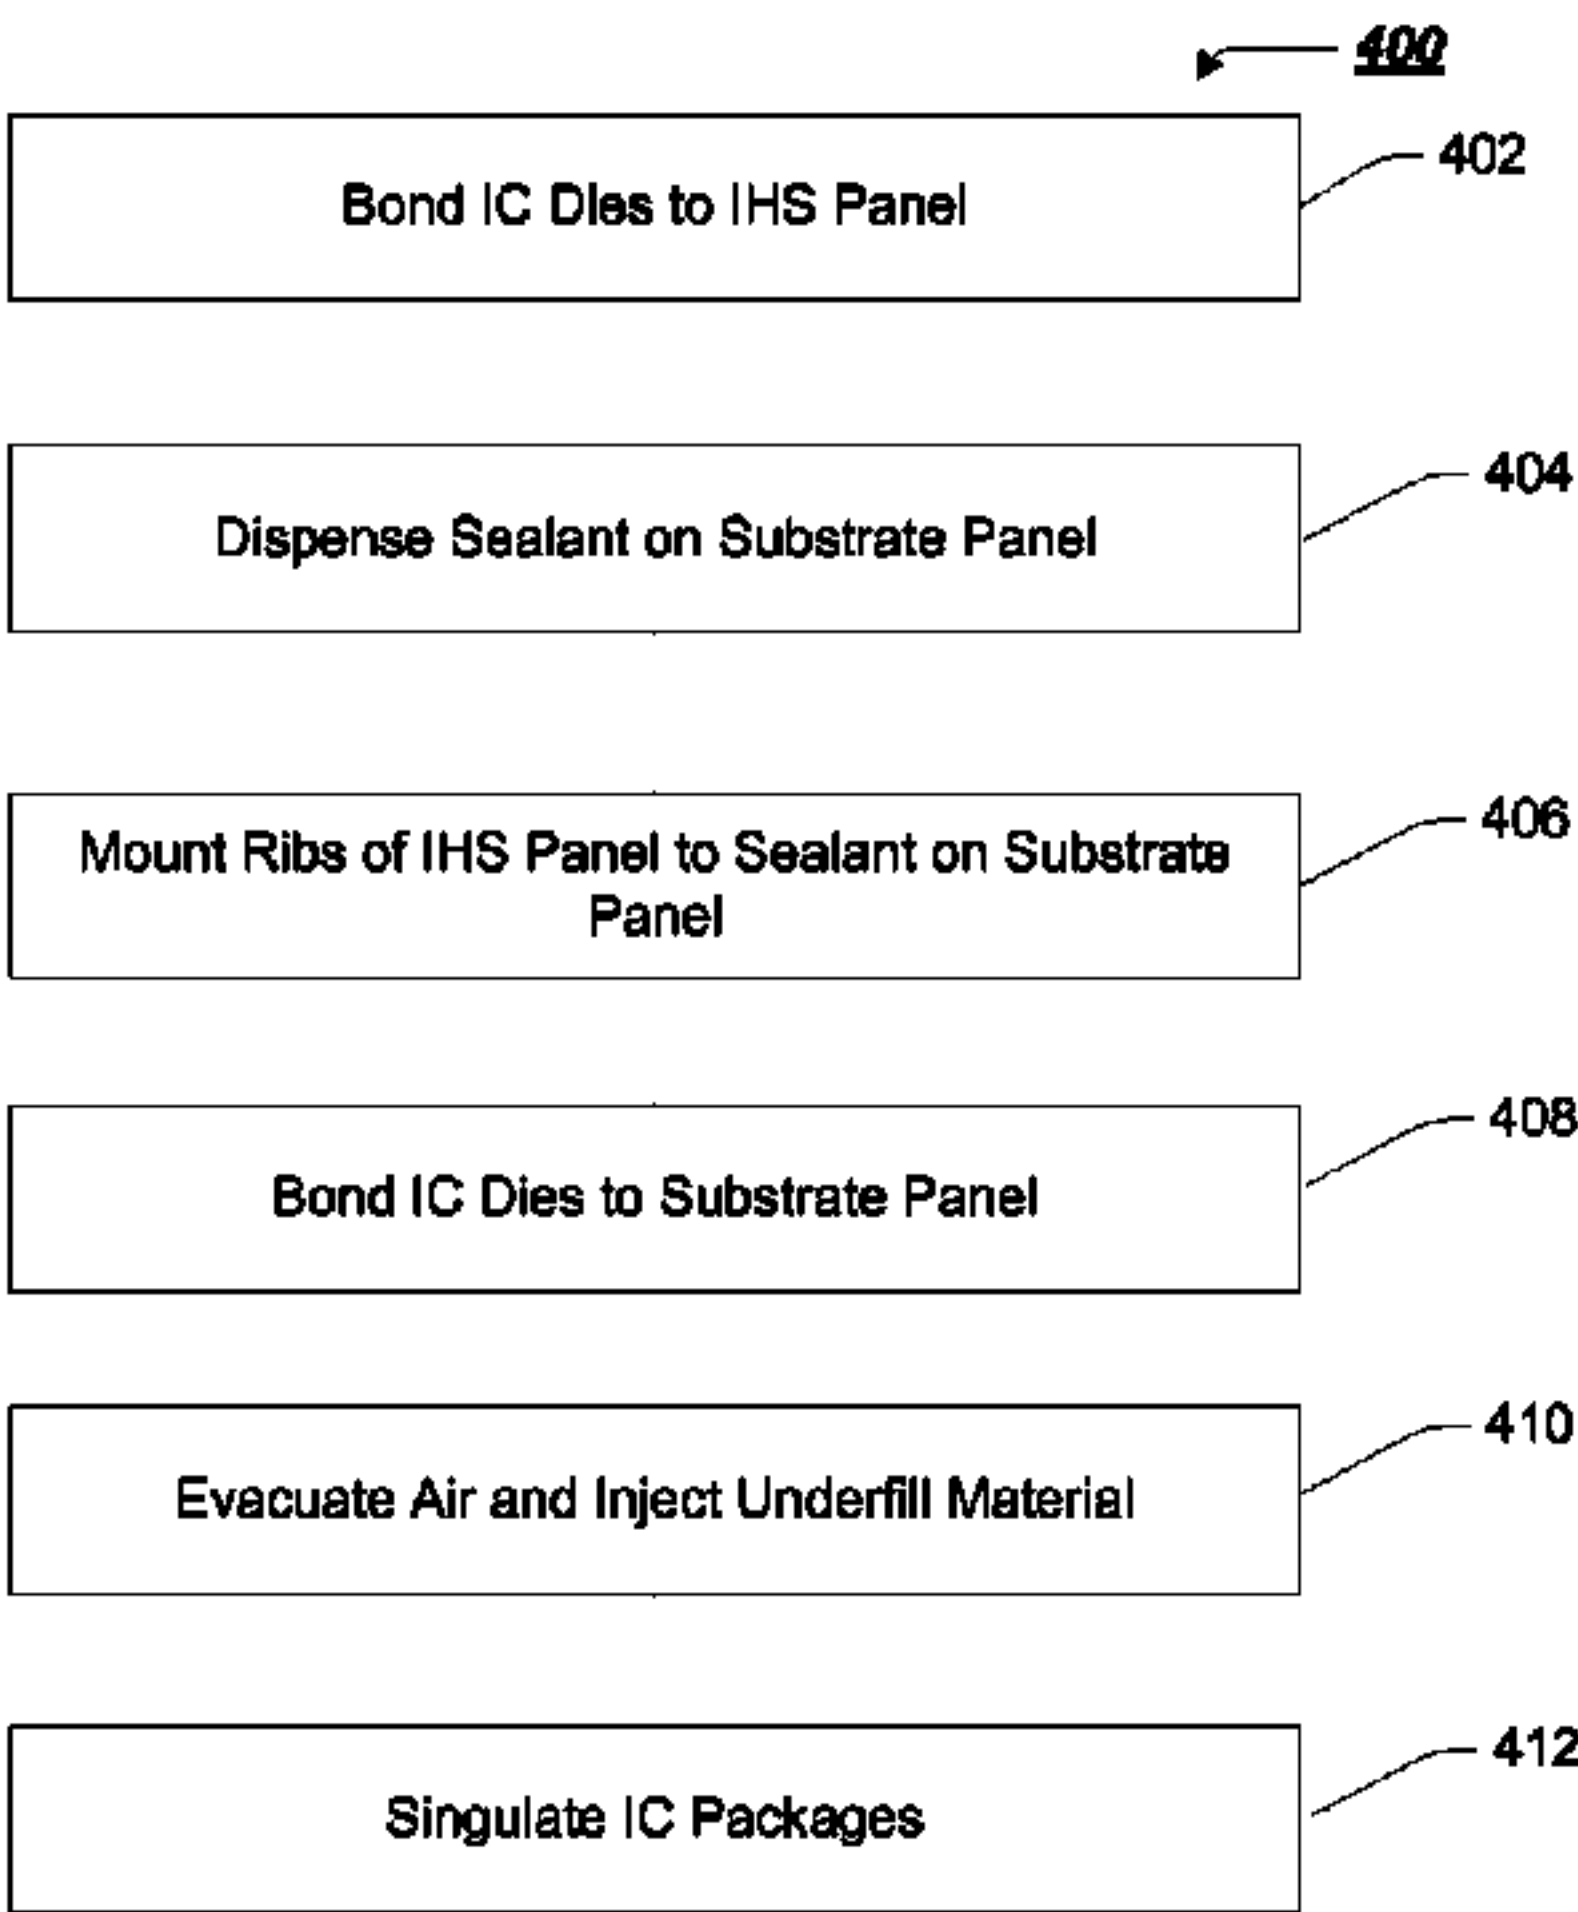 400
402
Bond IC Dies to IHS Panel
404
Dispense Sealant on Substrate Panel
406
Mount Ribs of IHS Panel to Sealant on Substrate
Panel
408
Bond IC Dies to Substrate Panel
410
Evacuate Air and Inject Underfill Material
412
Singulate IC Packages